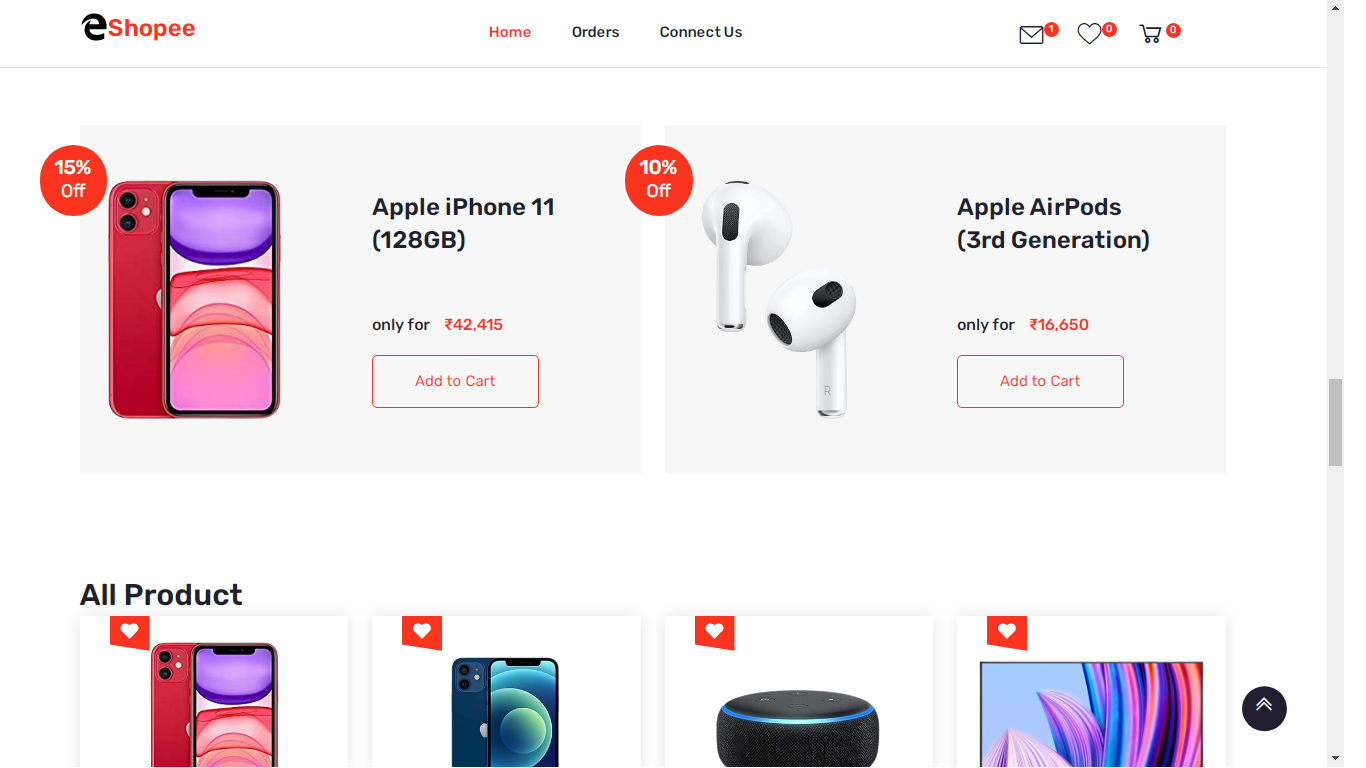 eShopee
Home Orders Connect Us
1 0 0
15%
Off
Apple iPhone 11
(128GB)
only for ₹42,415
Add to Cart
10%
Off
R
Apple AirPods
(3rd Generation)
only for ₹16,650
Add to Cart
All Product